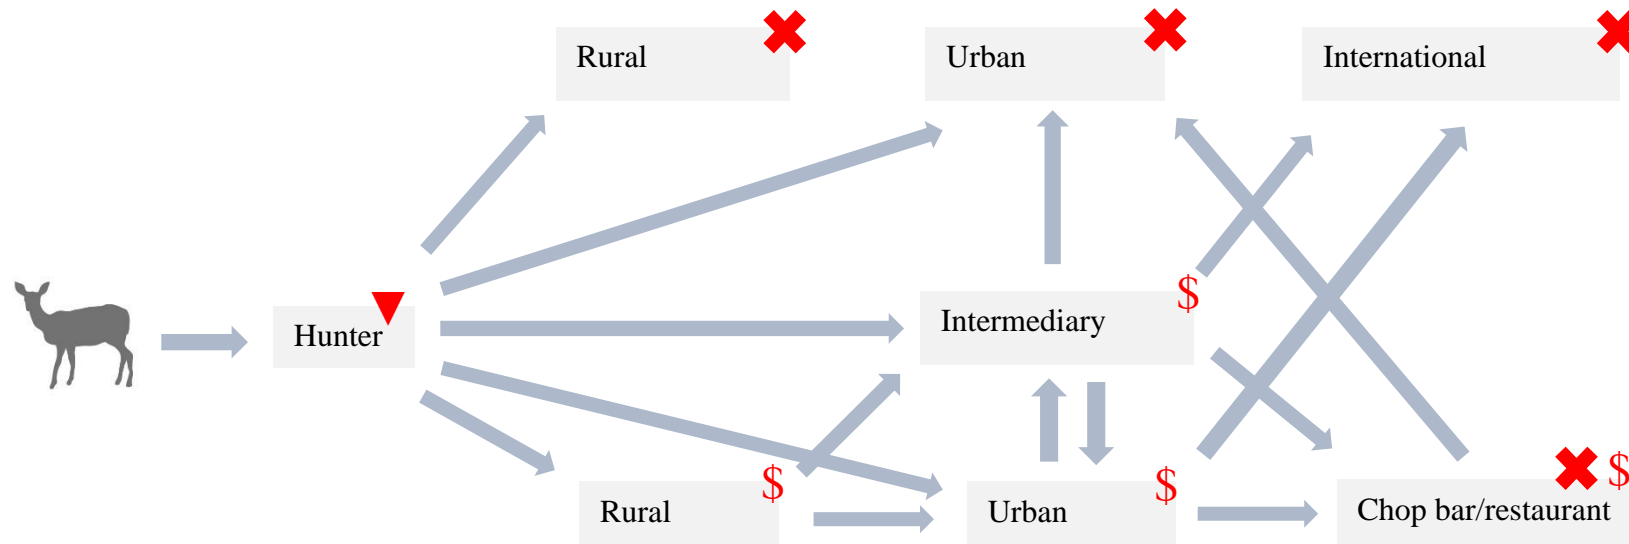 Rural
Urban
International
Hunter
Intermediary
$
Rural
$
Urban
$
Chop bar/restaurant
$